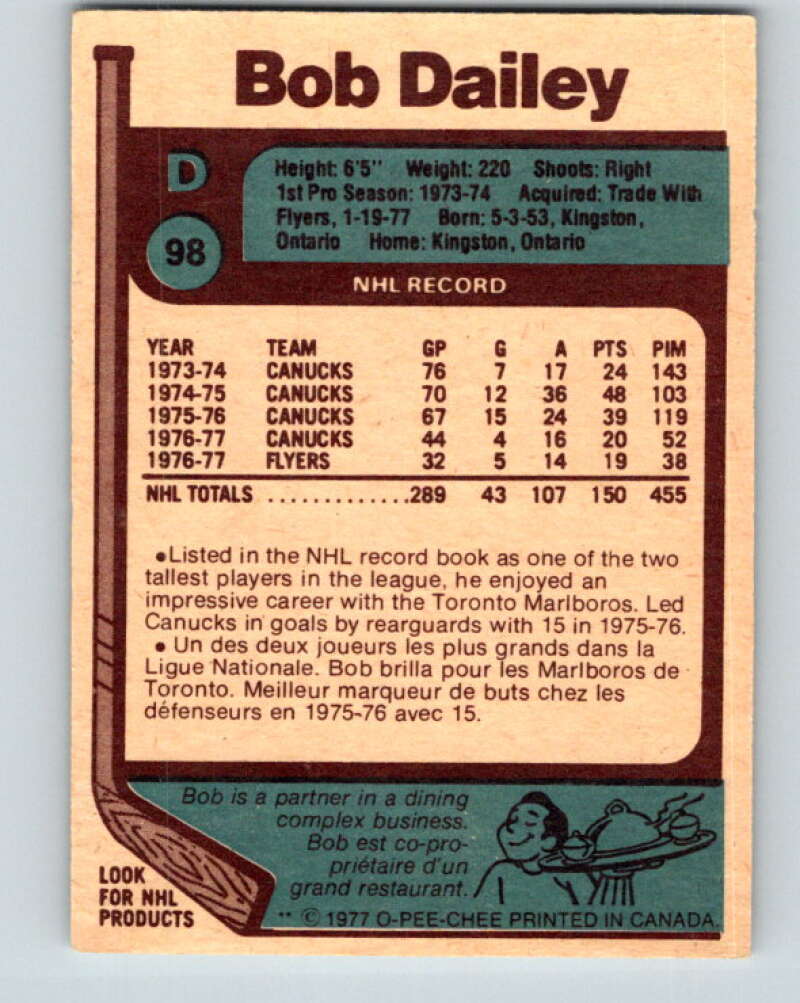 Bob Dailey
D
98
Height: 6'5" Weight: 220 Shoots: Right
1st Pro Season: 1973-74 Acquired: Trade With
Flyers, 1-19-77 Born: 5-3-53, Kingston,
Ontario Home: Kingston, Ontario
NHL RECORD
YEAR TEAM GP G A PTS PIM
1973-74 CANUCKS 76 7 17 24 143
1974-75 CANUCKS 70 12 36 48 103
1975-76 CANUCKS 67 15 24 39 119
1976-77 CANUCKS 44 4 16 20 52
1976-77 FLYERS 32 5 14 19 38
NHL TOTALS .............289 43 107 150 455
●Listed in the NHL record book as one of the two
tallest players in the league, he enjoyed an
impressive career with the Toronto Marlboros. Led
Canucks in goals by rearguards with 15 in 1975-76.
● Un des deux joueurs les plus grands dans la
Ligue Nationale. Bob brilla pour les Marlboros de
Toronto. Meilleur marqueur de buts chez les
défenseurs en 1975-76 avec 15.
Bob is a partner in a dining
complex business.
Bob est co-pro-
priétaire d'un
grand restaurant.
LOOK
FOR NHL
PRODUCTS
** © 1977 O-PEE-CHEE PRINTED IN CANADA.